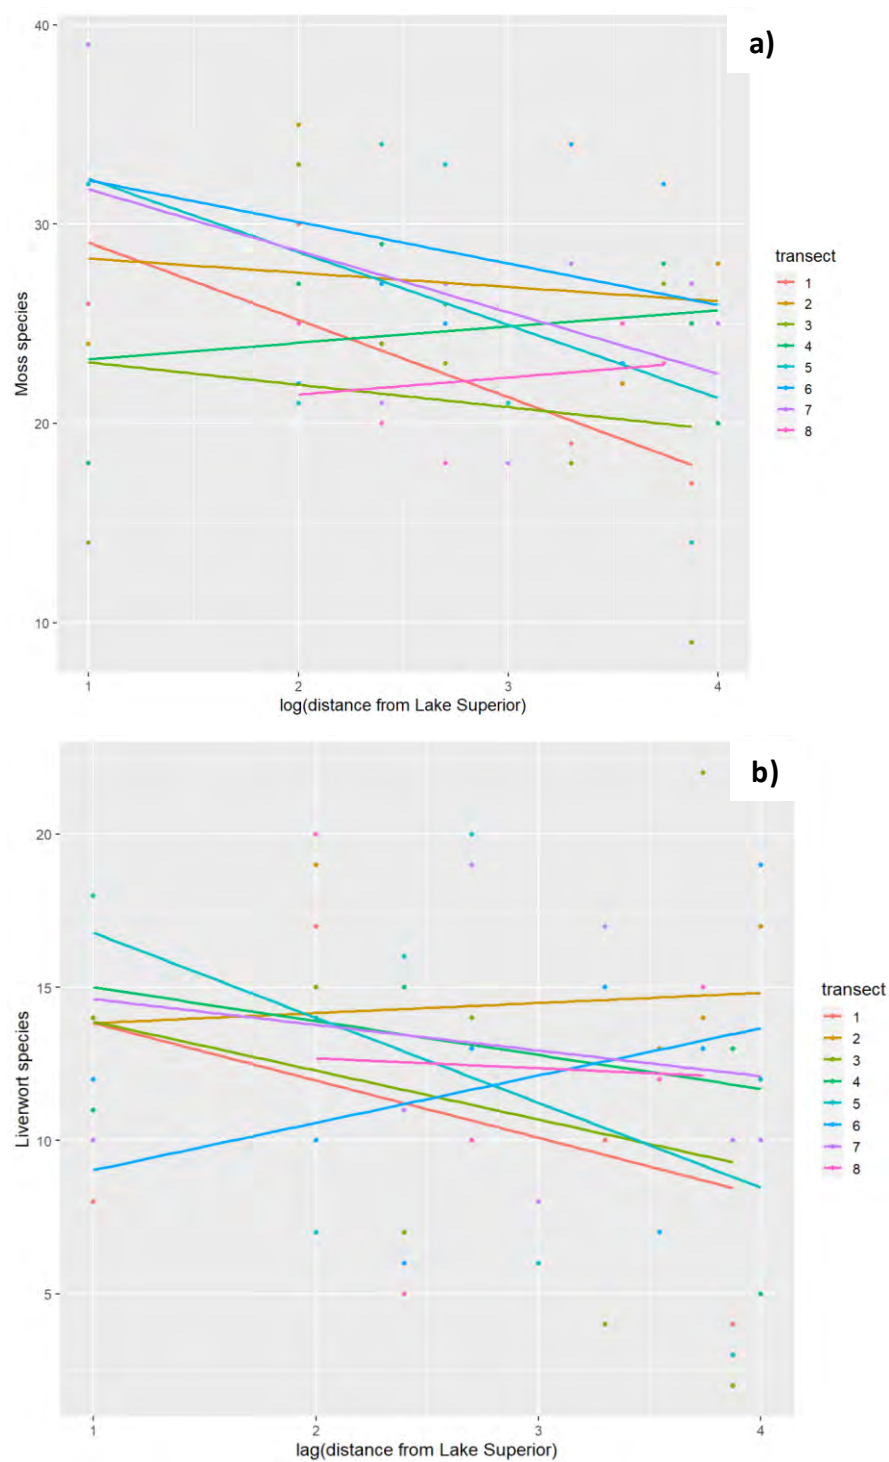 a)
40
30
20
10
Moss species
1 2 3 4
log(distance from Lake Superior)
transect
1
2
3
4
5
6
7
8
b)
20
15
10
5
Liverwort species
1 2 3 4
lag(distance from Lake Superior)
transect
1
2
3
4
5
6
7
8